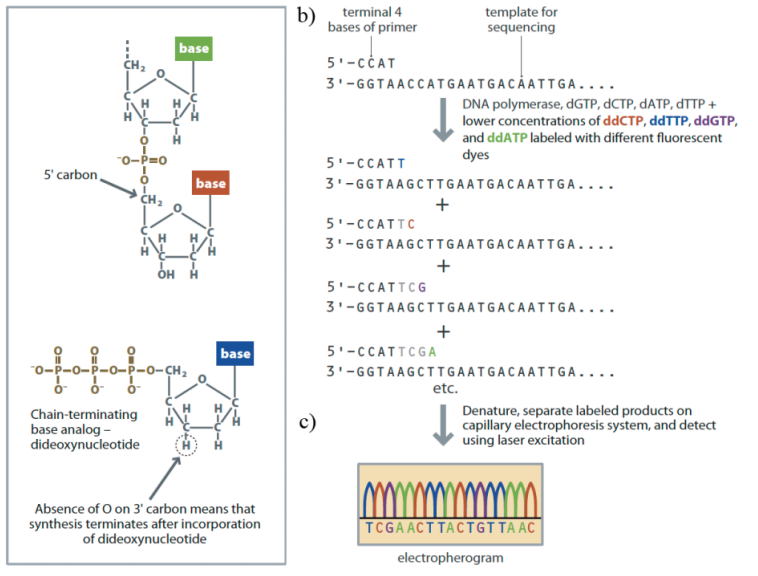 base
CH₂
O
C H H C
H C C H
O H
⁻O–P=O
O
5' carbon
base
CH₂
O
C H H C
H C C H
OH H
O O O
⁻O–P–O–P–O–P–O–CH₂
O⁻ O⁻ O⁻
base
O
C H H C
H C C H
H H
Chain-terminating
base analog –
dideoxynucleotide
Absence of O on 3' carbon means that
synthesis terminates after incorporation
of dideoxynucleotide
b)
terminal 4
bases of primer
template for
sequencing
5'-CCAT
3'-GGTAACCATGAATGACAATTGA....
DNA polymerase, dGTP, dCTP, dATP, dTTP +
lower concentrations of ddCTP, ddTTP, ddGTP,
and ddATP labeled with different fluorescent
dyes
5'-CCATT
3'-GGTAAGCTTGAATGACAATTGA....
+
5'-CCATTC
3'-GGTAAGCTTGAATGACAATTGA....
+
5'-CCATTCG
3'-GGTAAGCTTGAATGACAATTGA....
+
5'-CCATTCGA
3'-GGTAAGCTTGAATGACAATTGA....
etc.
c)
Denature, separate labeled products on
capillary electrophoresis system, and detect
using laser excitation
TCGAACTTACTGTTAAC
electropherogram